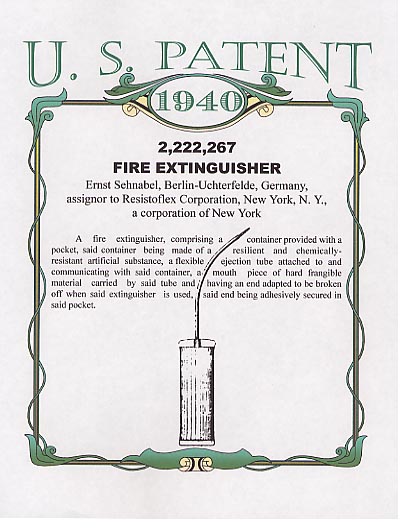 U. S. PATENT
1940
2,222,267
FIRE EXTINGUISHER
Ernst Sehnabel, Berlin-Uchterfelde, Germany,
assignor to Resistoflex Corporation, New York, N. Y.,
a corporation of New York
A fire extinguisher, comprising a container provided with a
pocket, said container being made of a resilient and chemically-
resistant artificial substance, a flexible ejection tube attached to and
communicating with said container, a mouth piece of hard frangible
material carried by said tube and having an end adapted to be broken
off when said extinguisher is used, said end being adhesively secured in
said pocket.